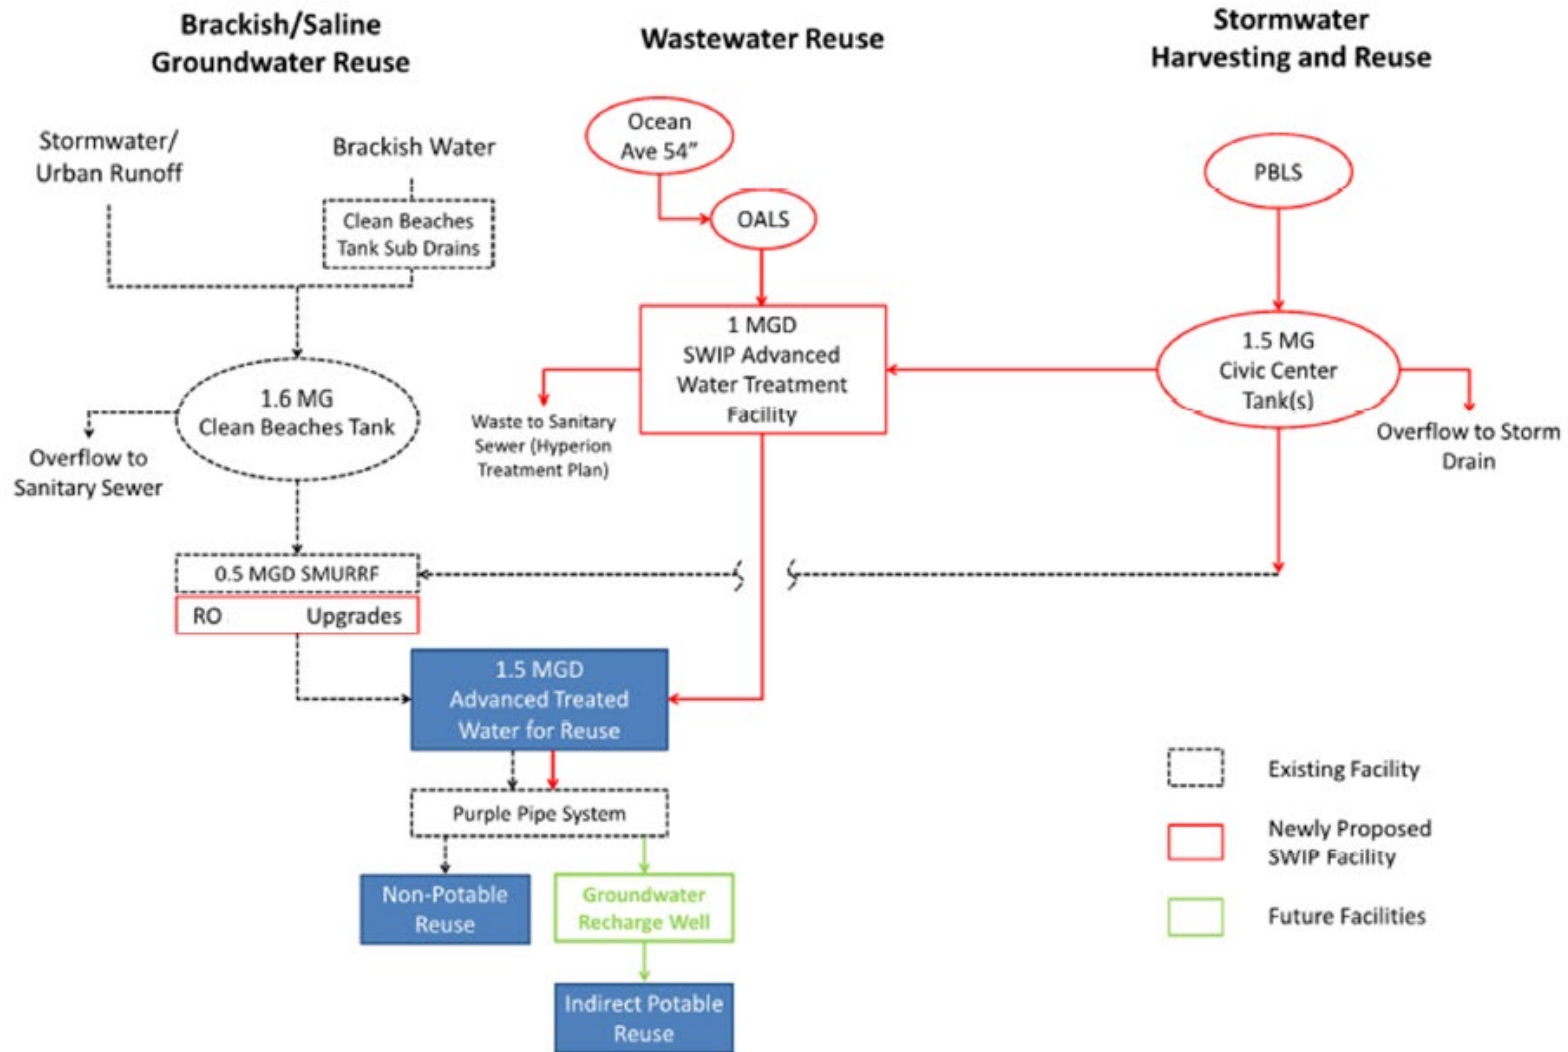 Brackish/Saline
Groundwater Reuse
Wastewater Reuse
Stormwater
Harvesting and Reuse
Stormwater/
Urban Runoff
Brackish Water
Clean Beaches
Tank Sub Drains
Ocean
Ave 54”
OALS
PBLS
1 MGD
SWIP Advanced
Water Treatment
Facility
1.5 MG
Civic Center
Tank(s)
1.6 MG
Clean Beaches Tank
Overflow to
Sanitary Sewer
Waste to Sanitary
Sewer (Hyperion
Treatment Plan)
Overflow to Storm
Drain
0.5 MGD SMURRF
RO Upgrades
1.5 MGD
Advanced Treated
Water for Reuse
Purple Pipe System
Non-Potable
Reuse
Groundwater
Recharge Well
Indirect Potable
Reuse
Existing Facility
Newly Proposed
SWIP Facility
Future Facilities